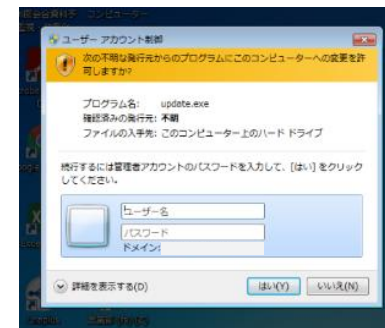 ユーザー アカウント制御
次の不明な発行元からのプログラムにこのコンピューターへの変更を許
可しますか?
プログラム名: update.exe
確認済みの発行元: 不明
ファイルの入手先: このコンピューター上のハード ドライブ
続行するには管理者アカウントのパスワードを入力して、[はい] をクリック
してください。
ユーザー名
パスワード
ドメイン:
詳細を表示する(D)
はい(Y)
いいえ(N)